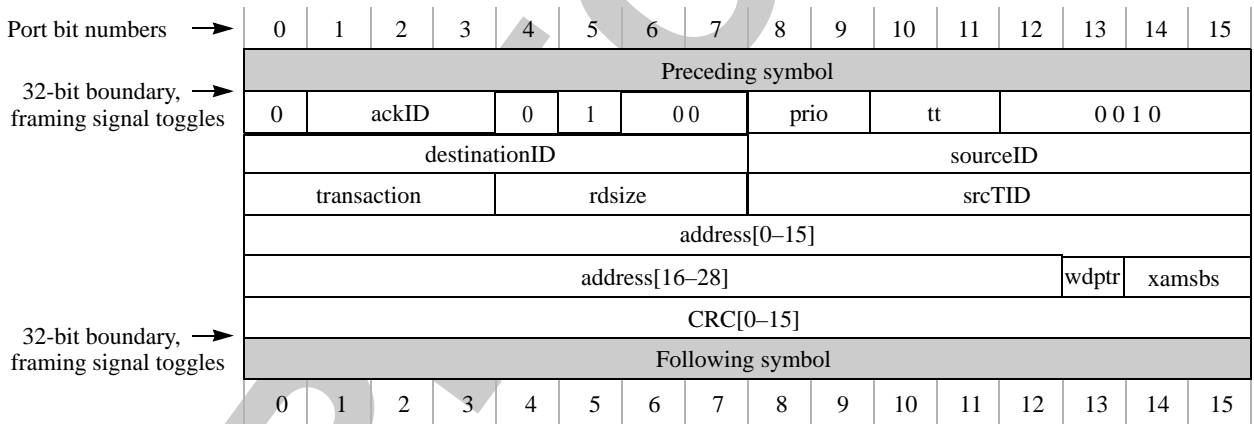 Port bit numbers 0 1 2 3 4 5 6 7 8 9 10 11 12 13 14 15
Preceding symbol
32-bit boundary,
framing signal toggles
0 ackID 0 1 0 0 prio tt 0 0 1 0
destinationID sourceID
transaction rdsize srcTID
address[0–15]
address[16–28] wdptr xamsbs
CRC[0–15]
32-bit boundary,
framing signal toggles
Following symbol
0 1 2 3 4 5 6 7 8 9 10 11 12 13 14 15